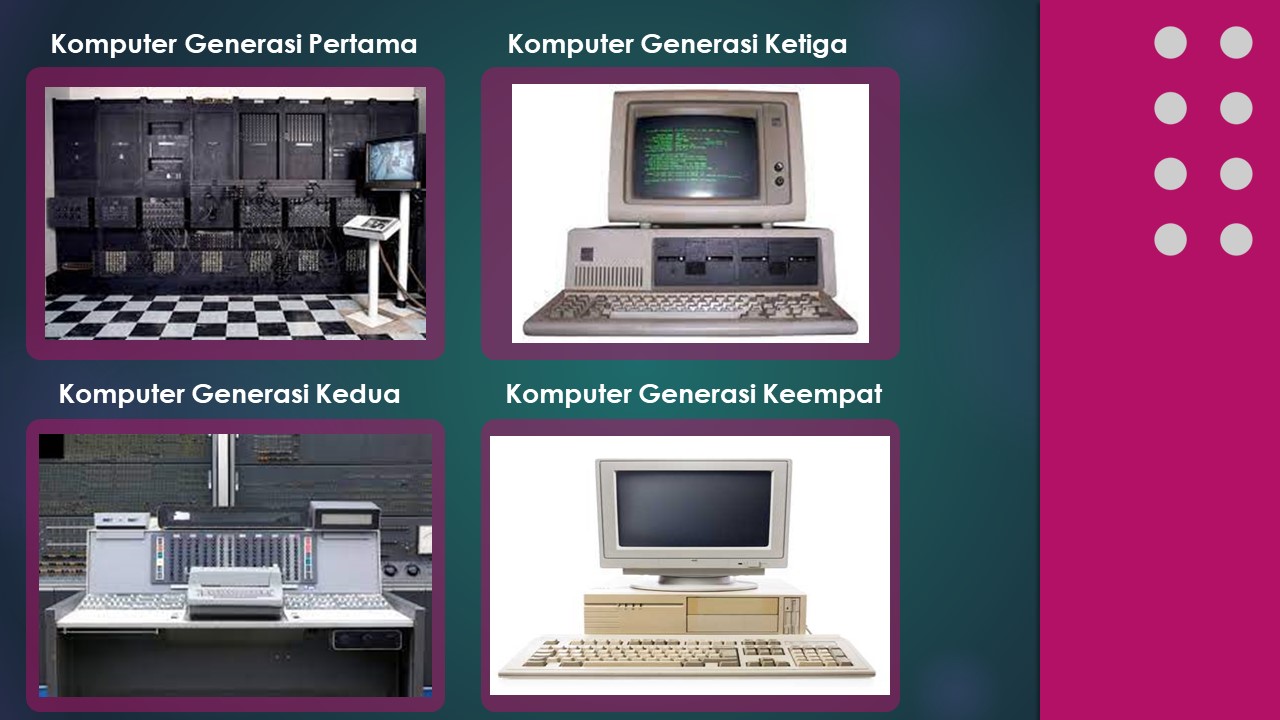 Komputer Generasi Pertama
Komputer Generasi Ketiga
Komputer Generasi Kedua
Komputer Generasi Keempat